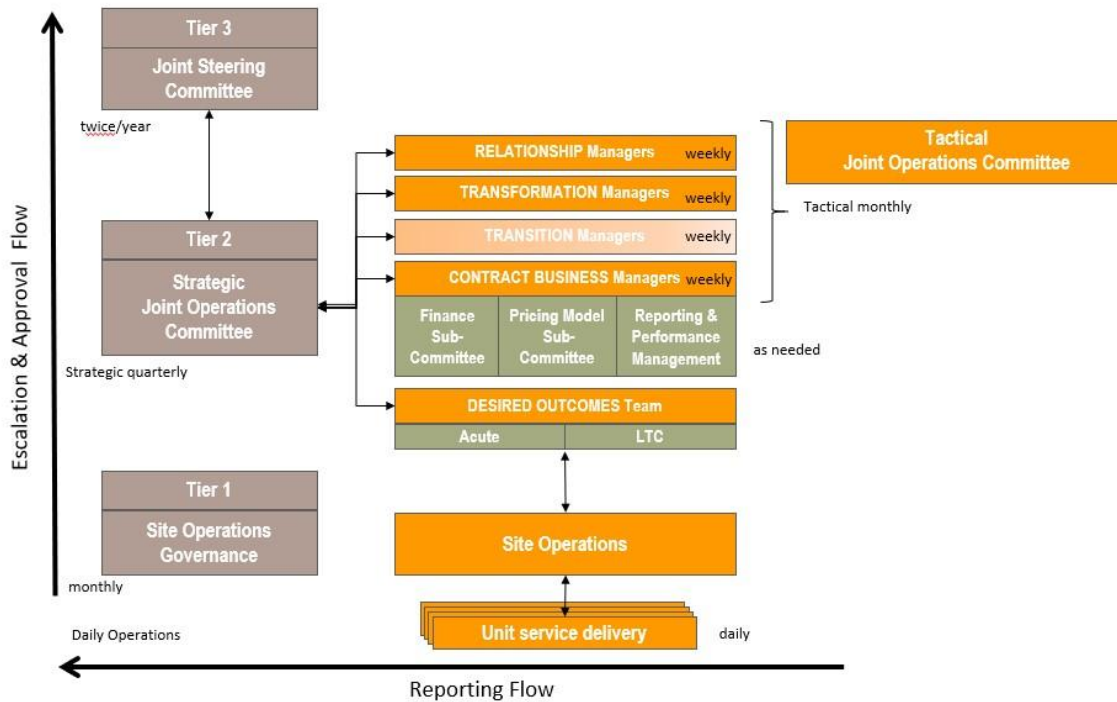 Tier 3
Joint Steering
Committee
twice/year
RELATIONSHIP Managers weekly
TRANSFORMATION Managers weekly
TRANSITION Managers weekly
CONTRACT BUSINESS Managers weekly
Tactical
Joint Operations Committee
Tactical monthly
Tier 2
Strategic
Joint Operations
Committee
Strategic quarterly
Finance
Sub-
Committee
Pricing Model
Sub-
Committee
Reporting &
Performance
Management
as needed
DESIRED OUTCOMES Team
Acute
LTC
Tier 1
Site Operations
Governance
monthly
Site Operations
Daily Operations
Unit service delivery
daily
Escalation & Approval Flow
Reporting Flow